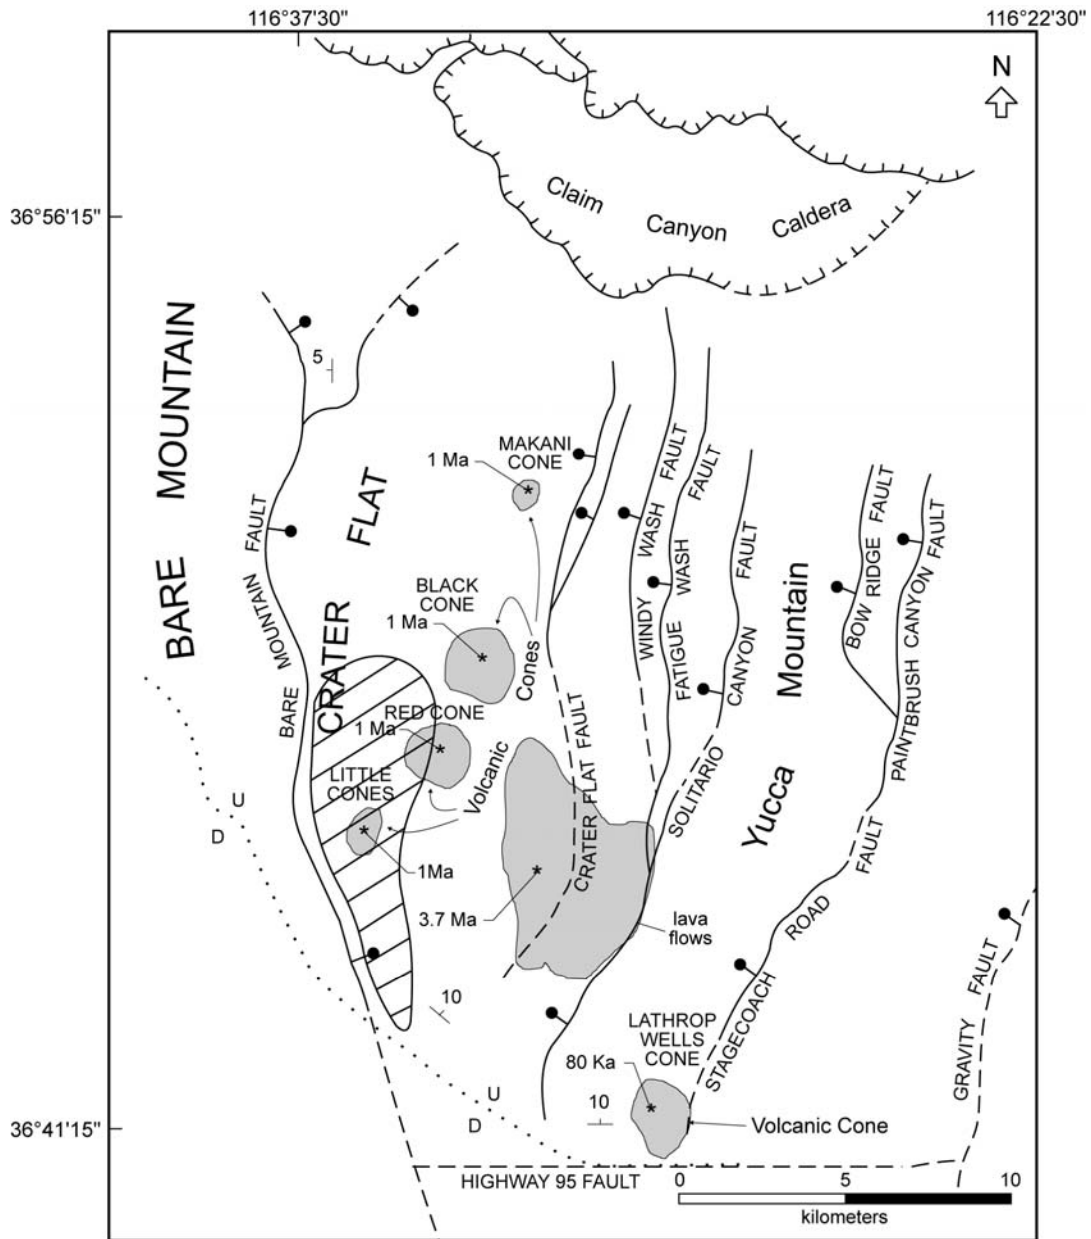 116°37'30"
116°22'30"
N
36°56'15"
Claim
Canyon
Caldera
BARE MOUNTAIN
5
MAKANI
CONE
1 Ma
CRATER FLAT
BARE MOUNTAIN FAULT
BLACK
CONE
1 Ma
Volcanic Cones
WINDY WASH FAULT
FATIGUE WASH FAULT
SOLITARIO CANYON FAULT
Yucca Mountain
BOW RIDGE FAULT
PAINTBRUSH CANYON FAULT
RED CONE
1 Ma
LITTLE
CONES
1Ma
CRATER FLAT FAULT
3.7 Ma
lava
flows
U
D
10
STAGECOACH ROAD FAULT
GRAVITY FAULT
LATHROP
WELLS
CONE
80 Ka
U
D
10
Volcanic Cone
36°41'15"
HIGHWAY 95 FAULT
0 5 10
kilometers